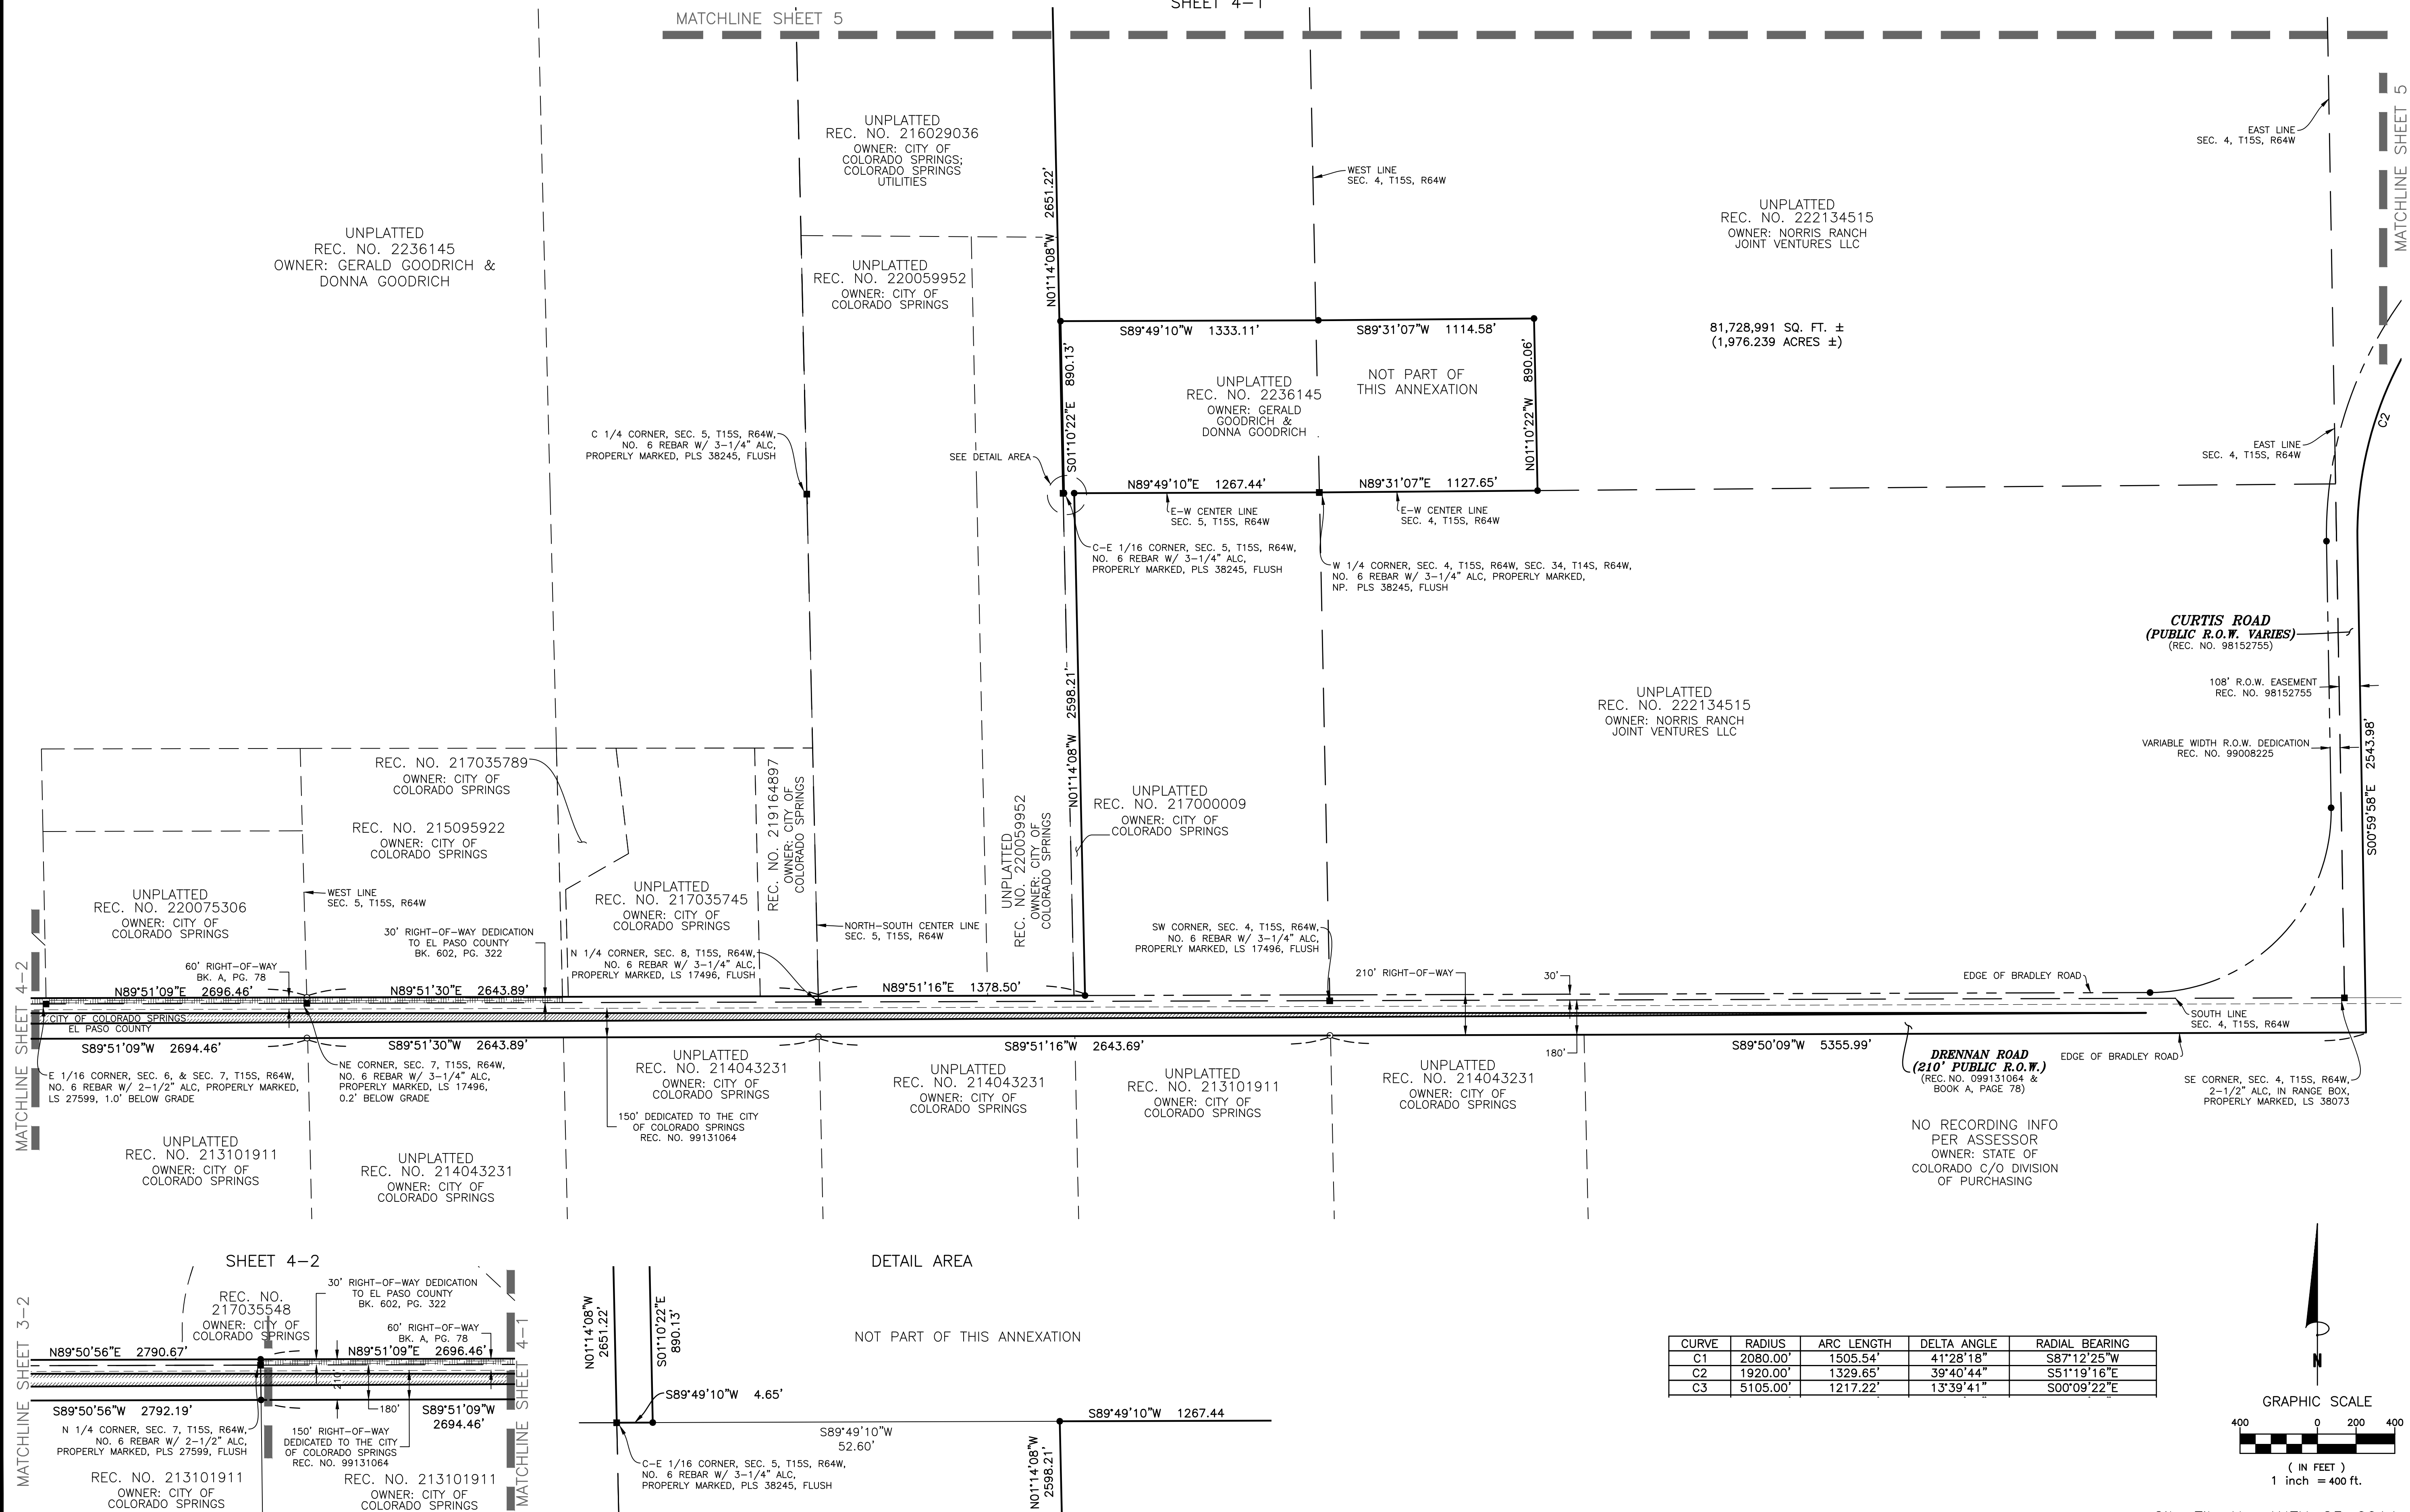 SHEET 4-1
MATCHLINE SHEET 5
MATCHLINE SHEET 5
UNPLATTED
REC. NO. 216029036
OWNER: CITY OF
COLORADO SPRINGS;
COLORADO SPRINGS
UTILITIES
EAST LINE
SEC. 4, T15S, R64W
WEST LINE
SEC. 4, T15S, R64W
N01°14'08"W 2651.22'
UNPLATTED
REC. NO. 222134515
OWNER: NORRIS RANCH
JOINT VENTURES LLC
UNPLATTED
REC. NO. 2236145
OWNER: GERALD GOODRICH &
DONNA GOODRICH
UNPLATTED
REC. NO. 220059952
OWNER: CITY OF
COLORADO SPRINGS
S89°49'10"W 1333.11'
S89°31'07"W 1114.58'
81,728,991 SQ. FT. ±
(1,976.239 ACRES ±)
S01°10'22"E 890.13'
UNPLATTED
REC. NO. 2236145
OWNER: GERALD
GOODRICH &
DONNA GOODRICH
NOT PART OF
THIS ANNEXATION
N01°10'22"W 890.06'
C2
C 1/4 CORNER, SEC. 5, T15S, R64W,
NO. 6 REBAR W/ 3-1/4" ALC,
PROPERLY MARKED, PLS 38245, FLUSH
SEE DETAIL AREA
EAST LINE
SEC. 4, T15S, R64W
N89°49'10"E 1267.44'
N89°31'07"E 1127.65'
E-W CENTER LINE
SEC. 5, T15S, R64W
E-W CENTER LINE
SEC. 4, T15S, R64W
C-E 1/16 CORNER, SEC. 5, T15S, R64W,
NO. 6 REBAR W/ 3-1/4" ALC,
PROPERLY MARKED, PLS 38245, FLUSH
W 1/4 CORNER, SEC. 4, T15S, R64W, SEC. 34, T14S, R64W,
NO. 6 REBAR W/ 3-1/4" ALC, PROPERLY MARKED,
NP. PLS 38245, FLUSH
CURTIS ROAD
(PUBLIC R.O.W. VARIES)
(REC. NO. 98152755)
108' R.O.W. EASEMENT
REC. NO. 98152755
VARIABLE WIDTH R.O.W. DEDICATION
REC. NO. 99008225
S00°59'58"E 2543.98'
UNPLATTED
REC. NO. 222134515
OWNER: NORRIS RANCH
JOINT VENTURES LLC
N01°14'08"W 2598.21'
REC. NO. 217035789
OWNER: CITY OF
COLORADO SPRINGS
REC. NO. 215095922
OWNER: CITY OF
COLORADO SPRINGS
REC. NO. 219164897
OWNER: CITY OF
COLORADO SPRINGS
UNPLATTED
REC. NO. 220059952
OWNER: CITY OF
COLORADO SPRINGS
UNPLATTED
REC. NO. 217000009
OWNER: CITY OF
COLORADO SPRINGS
UNPLATTED
REC. NO. 220075306
OWNER: CITY OF
COLORADO SPRINGS
WEST LINE
SEC. 5, T15S, R64W
UNPLATTED
REC. NO. 217035745
OWNER: CITY OF
COLORADO SPRINGS
NORTH-SOUTH CENTER LINE
SEC. 5, T15S, R64W
30' RIGHT-OF-WAY DEDICATION
TO EL PASO COUNTY
BK. 602, PG. 322
N 1/4 CORNER, SEC. 8, T15S, R64W,
NO. 6 REBAR W/ 3-1/4" ALC,
PROPERLY MARKED, LS 17496, FLUSH
SW CORNER, SEC. 4, T15S, R64W,
NO. 6 REBAR W/ 3-1/4" ALC,
PROPERLY MARKED, LS 17496, FLUSH
60' RIGHT-OF-WAY
BK. A, PG. 78
210' RIGHT-OF-WAY
30'
EDGE OF BRADLEY ROAD
MATCHLINE SHEET 4-2
N89°51'09"E 2696.46'
N89°51'30"E 2643.89'
N89°51'16"E 1378.50'
CITY OF COLORADO SPRINGS
EL PASO COUNTY
SOUTH LINE
SEC. 4, T15S, R64W
S89°51'09"W 2694.46'
S89°51'30"W 2643.89'
S89°51'16"W 2643.69'
180'
S89°50'09"W 5355.99'
EDGE OF BRADLEY ROAD
DRENNAN ROAD
(210' PUBLIC R.O.W.)
(REC. NO. 099131064 &
BOOK A, PAGE 78)
E 1/16 CORNER, SEC. 6, & SEC. 7, T15S, R64W,
NO. 6 REBAR W/ 2-1/2" ALC, PROPERLY MARKED,
LS 27599, 1.0' BELOW GRADE
NE CORNER, SEC. 7, T15S, R64W,
NO. 6 REBAR W/ 3-1/4" ALC,
PROPERLY MARKED, LS 17496,
0.2' BELOW GRADE
UNPLATTED
REC. NO. 214043231
OWNER: CITY OF
COLORADO SPRINGS
UNPLATTED
REC. NO. 214043231
OWNER: CITY OF
COLORADO SPRINGS
UNPLATTED
REC. NO. 213101911
OWNER: CITY OF
COLORADO SPRINGS
UNPLATTED
REC. NO. 214043231
OWNER: CITY OF
COLORADO SPRINGS
SE CORNER, SEC. 4, T15S, R64W,
2-1/2" ALC, IN RANGE BOX,
PROPERLY MARKED, LS 38073
150' DEDICATED TO THE CITY
OF COLORADO SPRINGS
REC. NO. 99131064
UNPLATTED
REC. NO. 213101911
OWNER: CITY OF
COLORADO SPRINGS
UNPLATTED
REC. NO. 214043231
OWNER: CITY OF
COLORADO SPRINGS
NO RECORDING INFO
PER ASSESSOR
OWNER: STATE OF
COLORADO C/O DIVISION
OF PURCHASING
SHEET 4-2
MATCHLINE SHEET 3-2
REC. NO.
217035548
OWNER: CITY OF
COLORADO SPRINGS
30' RIGHT-OF-WAY DEDICATION
TO EL PASO COUNTY
BK. 602, PG. 322
60' RIGHT-OF-WAY
BK. A, PG. 78
MATCHLINE SHEET 4-1
N89°50'56"E 2790.67'
N89°51'09"E 2696.46'
210'
180'
S89°50'56"W 2792.19'
S89°51'09"W
2694.46'
N 1/4 CORNER, SEC. 7, T15S, R64W,
NO. 6 REBAR W/ 2-1/2" ALC,
PROPERLY MARKED, PLS 27599, FLUSH
150' RIGHT-OF-WAY
DEDICATED TO THE CITY
OF COLORADO SPRINGS
REC. NO. 99131064
REC. NO. 213101911
OWNER: CITY OF
COLORADO SPRINGS
REC. NO. 213101911
OWNER: CITY OF
COLORADO SPRINGS
DETAIL AREA
N01°14'08"W
2651.22'
S01°10'22"E
890.13'
NOT PART OF THIS ANNEXATION
S89°49'10"W 4.65'
S89°49'10"W 1267.44
S89°49'10"W
52.60'
C-E 1/16 CORNER, SEC. 5, T15S, R64W,
NO. 6 REBAR W/ 3-1/4" ALC,
PROPERLY MARKED, PLS 38245, FLUSH
N01°14'08"W
2598.21'
CURVE RADIUS ARC LENGTH DELTA ANGLE RADIAL BEARING
C1 2080.00' 1505.54' 41°28'18" S87°12'25"W
C2 1920.00' 1329.65' 39°40'44" S51°19'16"E
C3 5105.00' 1217.22' 13°39'41" S00°09'22"E
N
GRAPHIC SCALE
400 0 200 400
( IN FEET )
1 inch = 400 ft.